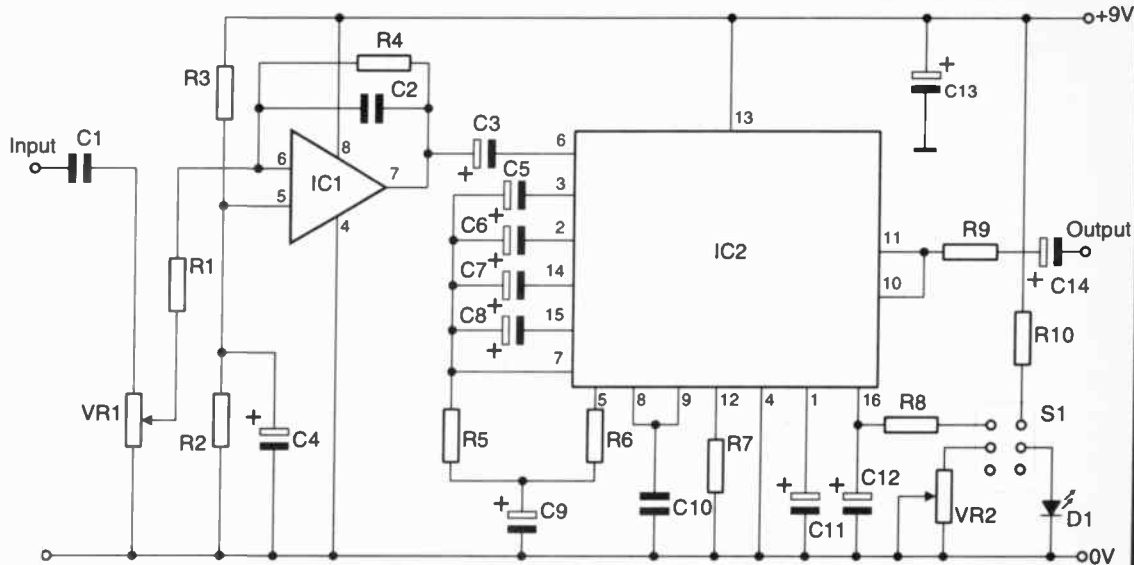 +9V
R4
R3
C2
C13
13
C1
Input
C3
8
6
6
7
IC1
5
C5
3
4
C6
2
IC2
11
R9
Output
R1
C7
14
10
C14
C8
15
7
R10
VR1
R2
C4
R5
R6
5
8
9
12
4
1
16
R8
S1
R7
C9
C10
C11
C12
VR2
D1
0V
+
+
+
+
+
+
+
+
+
+
+